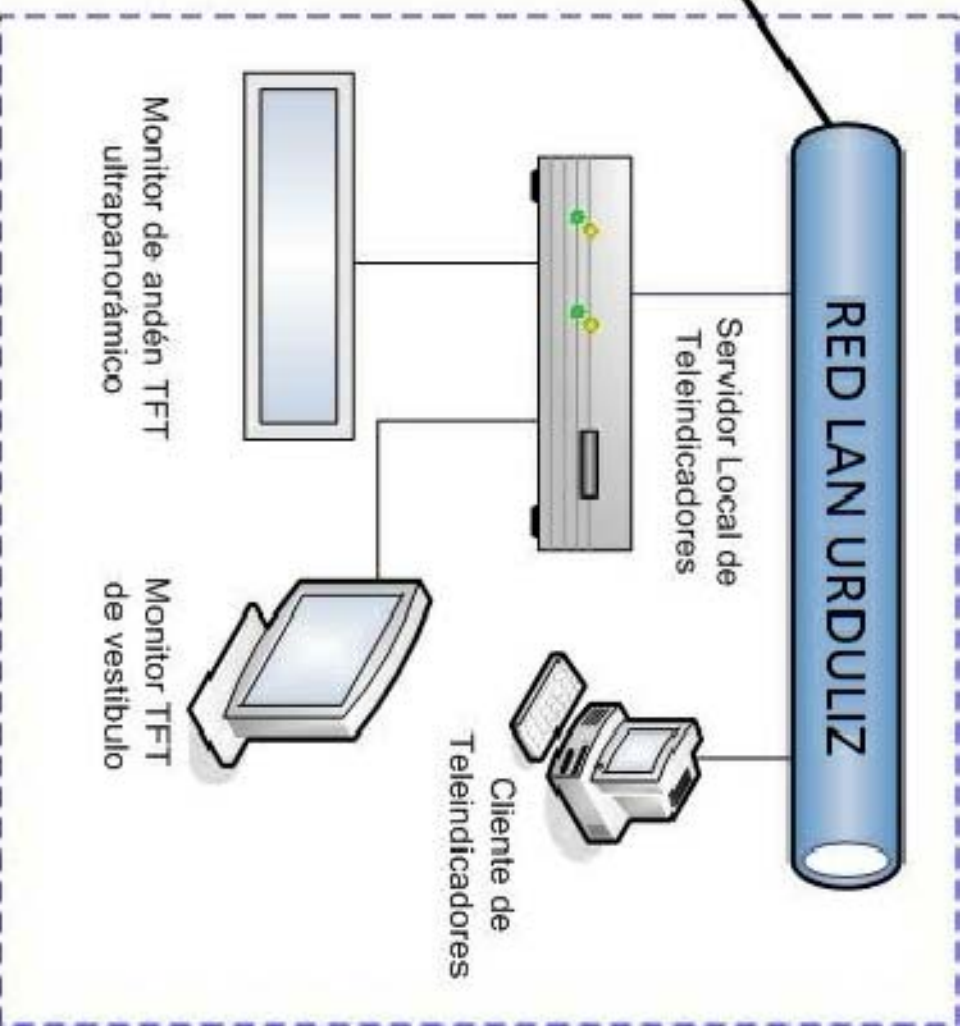 RED LAN URDULIZ
Servidor Local de
Teleindicadores
Cliente de
Teleindicadores
Monitor de andén TFT
ultrapanorámico
Monitor TFT
de vestíbulo